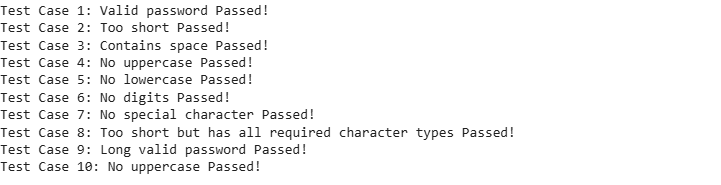 Test Case 1: Valid password Passed!
Test Case 2: Too short Passed!
Test Case 3: Contains space Passed!
Test Case 4: No uppercase Passed!
Test Case 5: No lowercase Passed!
Test Case 6: No digits Passed!
Test Case 7: No special character Passed!
Test Case 8: Too short but has all required character types Passed!
Test Case 9: Long valid password Passed!
Test Case 10: No uppercase Passed!